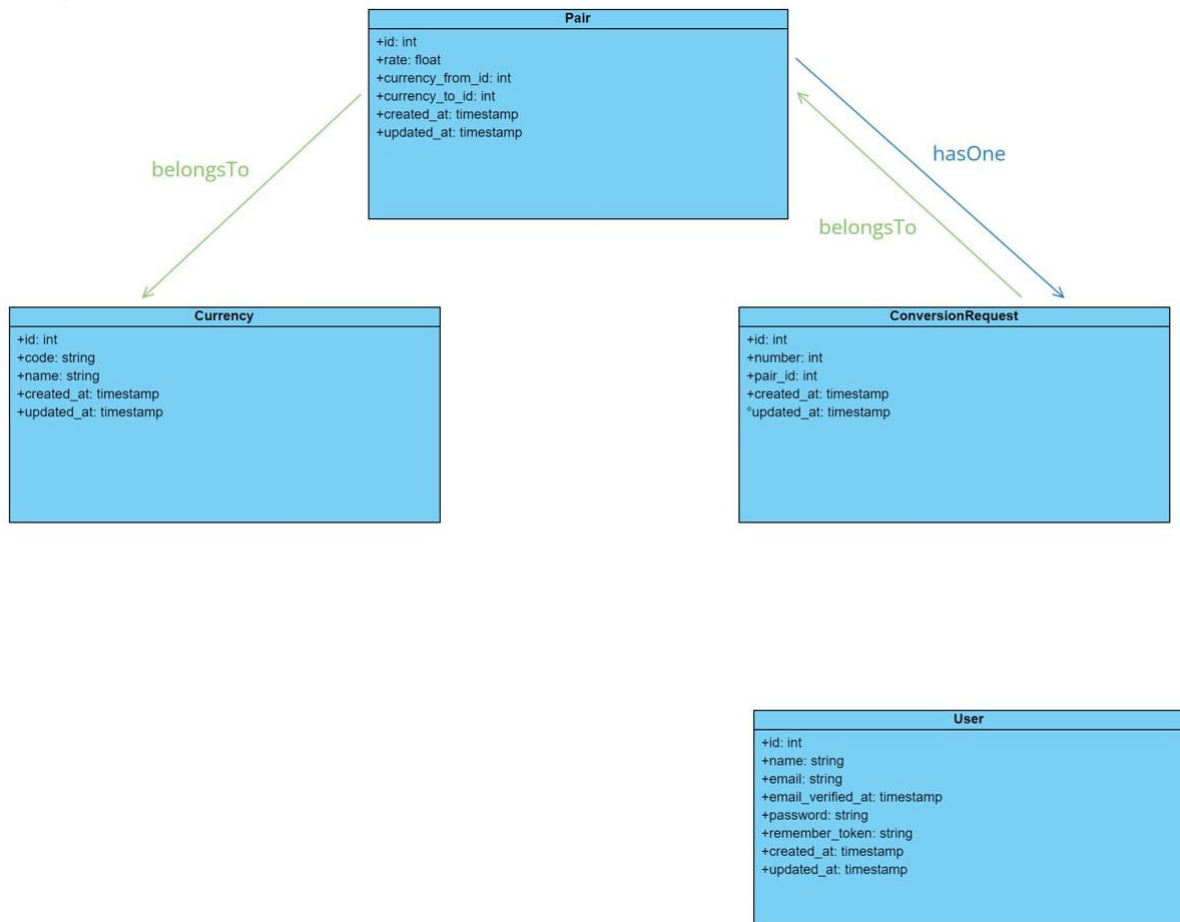 Pair
+id: int
+rate: float
+currency_from_id: int
+currency_to_id: int
+created_at: timestamp
+updated_at: timestamp
belongsTo
hasOne
belongsTo
Currency
+id: int
+code: string
+name: string
+created_at: timestamp
+updated_at: timestamp
ConversionRequest
+id: int
+number: int
+pair_id: int
+created_at: timestamp
°updated_at: timestamp
User
+id: int
+name: string
+email: string
+email_verified_at: timestamp
+password: string
+remember_token: string
+created_at: timestamp
+updated_at: timestamp